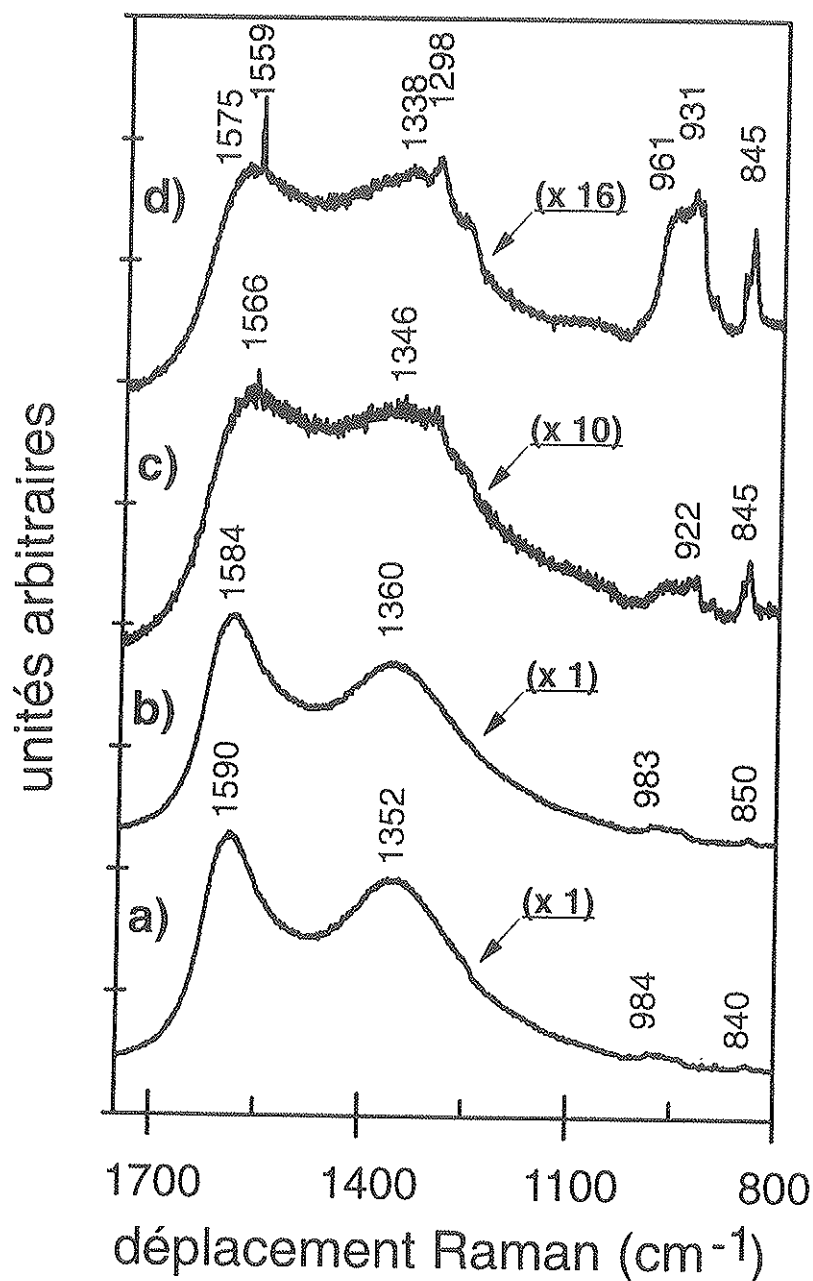 1575
1559
1338
1298
961
931
845
d)
(x 16)
1566
1346
c)
(x 10)
922
845
1584
1360
b)
(x 1)
983
850
1590
1352
a)
(x 1)
984
840
unités arbitraires
1700 1400 1100 800
déplacement Raman (cm⁻¹)